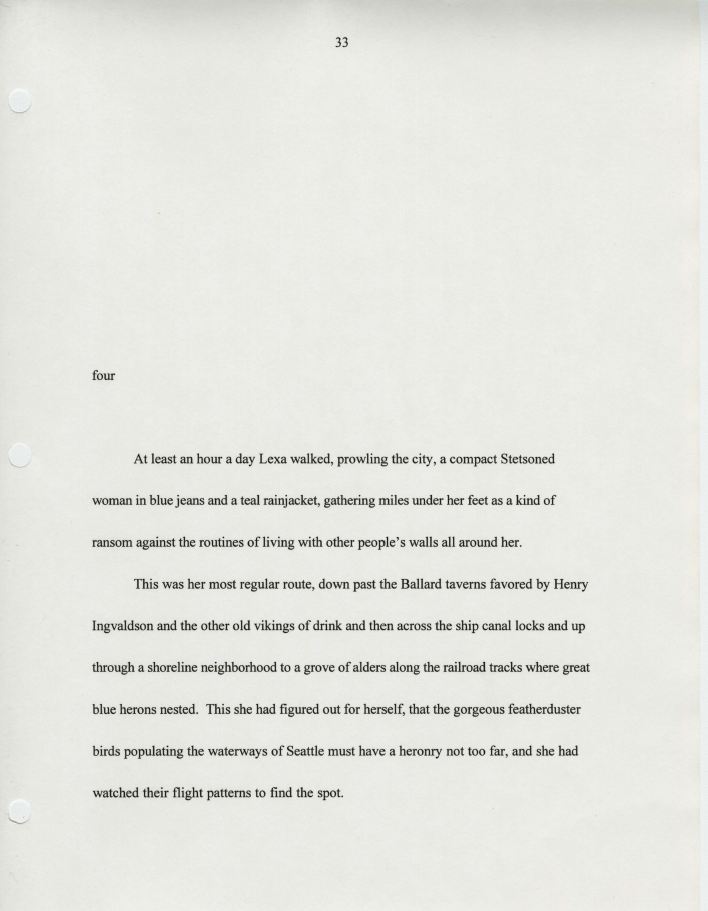 33
four
At least an hour a day Lexa walked, prowling the city, a compact Stetsoned
woman in blue jeans and a teal rainjacket, gathering miles under her feet as a kind of
ransom against the routines of living with other people's walls all around her.
This was her most regular route, down past the Ballard taverns favored by Henry
Ingvaldson and the other old vikings of drink and then across the ship canal locks and up
through a shoreline neighborhood to a grove of alders along the railroad tracks where great
blue herons nested.  This she had figured out for herself, that the gorgeous featherduster
birds populating the waterways of Seattle must have a heronry not too far, and she had
watched their flight patterns to find the spot.